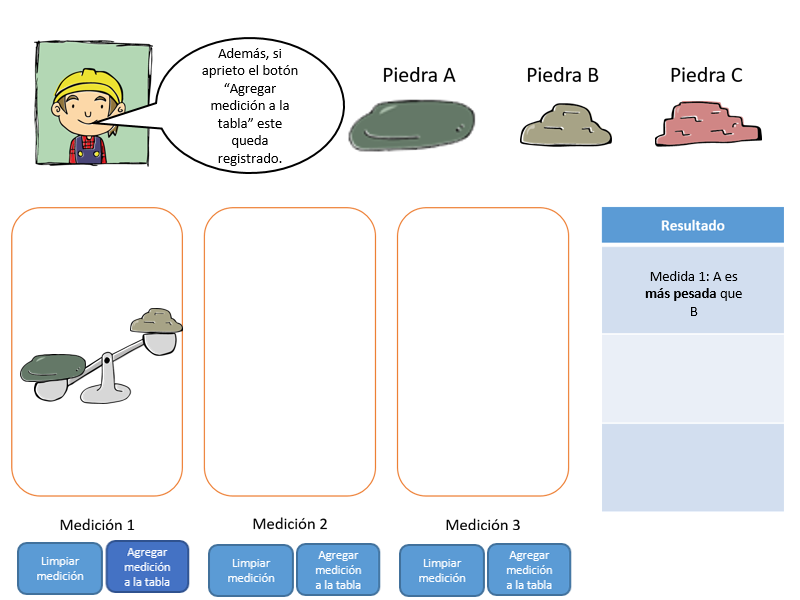 Además, si
aprieto el botón
“Agregar
medición a la
tabla” este
queda
registrado.
Piedra A
Piedra B
Piedra C
Resultado
Medida 1: A es
más pesada que
B
Medición 1
Medición 2
Medición 3
Limpiar
medición
Agregar
medición
a la tabla
Limpiar
medición
Agregar
medición
a la tabla
Limpiar
medición
Agregar
medición
a la tabla